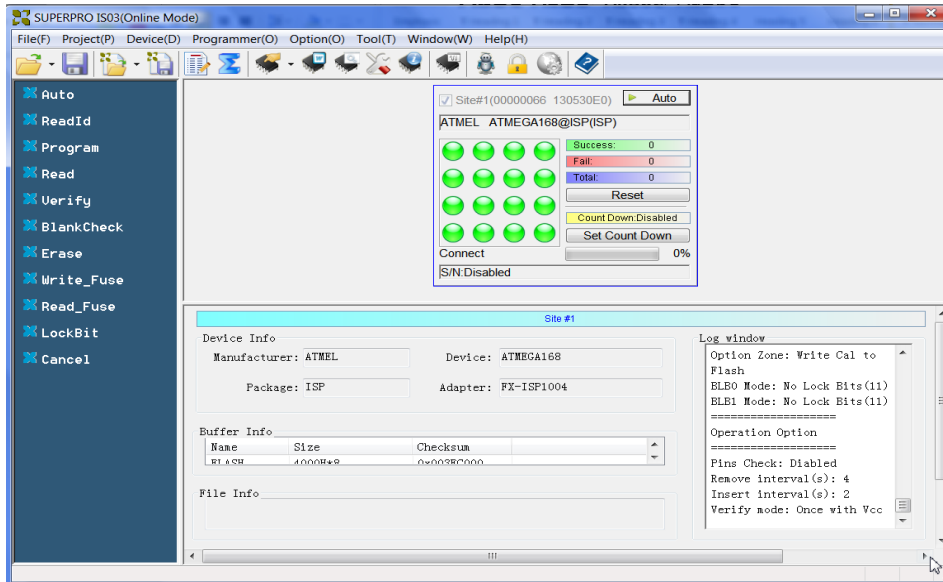 SUPERPRO IS03(Online Mode)
File(F) Project(P) Device(D) Programmer(O) Option(O) Tool(T) Window(W) Help(H)
Auto
ReadId
Program
Read
Verify
BlankCheck
Erase
Write_Fuse
Read_Fuse
LockBit
Cancel
Site#1(00000066 130530E0) Auto
ATMEL ATMEGA168@ISP(ISP)
Success: 0
Fail: 0
Total: 0
Reset
Count Down:Disabled
Set Count Down
Connect 0%
S/N:Disabled
Site #1
Device Info
Manufacturer: ATMEL Device: ATMEGA168
Package: ISP Adapter: FX-ISP1004
Buffer Info
Name Size Checksum
FLASH 4000H*8 0x003FC000
File Info
Log window
Option Zone: Write Cal to
Flash
BLB0 Mode: No Lock Bits(11)
BLB1 Mode: No Lock Bits(11)
===================
Operation Option
===================
Pins Check: Diabled
Remove interval(s): 4
Insert interval(s): 2
Verify mode: Once with Vcc